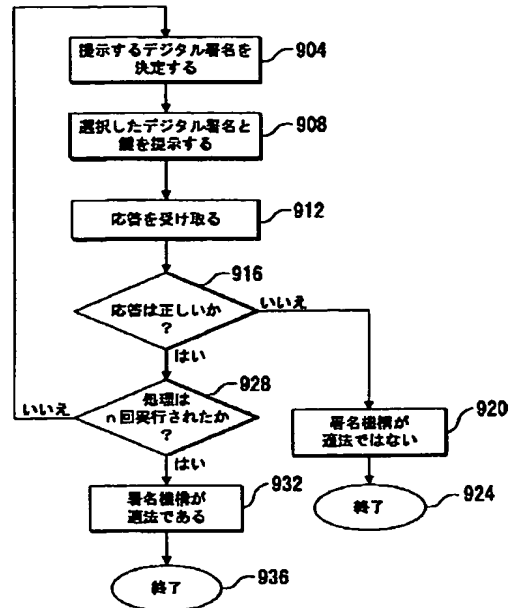 提示するデジタル署名を
決定する
904
選択したデジタル署名と
鍵を提示する
908
応答を受け取る
912
916
応答は正しいか
?
いいえ
はい
928
処理は
n回実行されたか
?
いいえ
はい
署名機構が
適法ではない
920
署名機構が
適法である
932
終了
924
終了
936